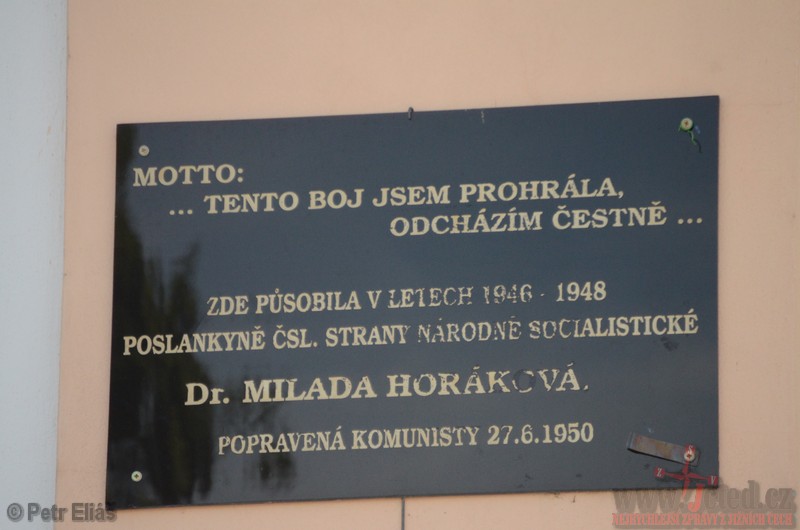 MOTTO:
... TENTO BOJ JSEM PROHRÁLA,
ODCHÁZÍM ČESTNĚ ...
ZDE PŮSOBILA V LETECH 1946 - 1948
POSLANKYNĚ ČSL. STRANY NÁRODNĚ SOCIALISTICKÉ
Dr. MILADA HORÁKOVÁ,
POPRAVENÁ KOMUNISTY 27.6.1950
© Petr Eliáš